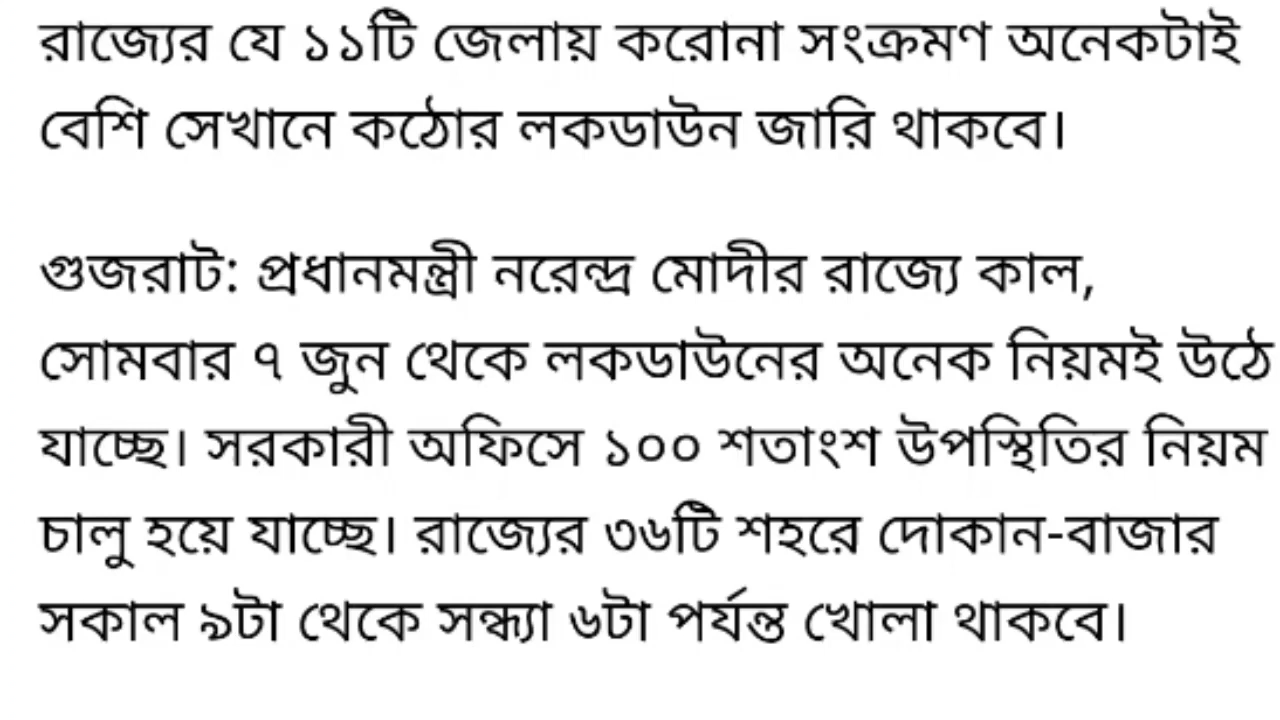 রাজ্যের যে ১১টি জেলায় করোনা সংক্রমণ অনেকটাই
বেশি সেখানে কঠোর লকডাউন জারি থাকবে।
গুজরাট: প্রধানমন্ত্রী নরেন্দ্র মোদীর রাজ্যে কাল,
সোমবার ৭ জুন থেকে লকডাউনের অনেক নিয়মই উঠে
যাচ্ছে। সরকারী অফিসে ১০০ শতাংশ উপস্থিতির নিয়ম
চালু হয়ে যাচ্ছে। রাজ্যের ৩৬টি শহরে দোকান-বাজার
সকাল ৯টা থেকে সন্ধ্যা ৬টা পর্যন্ত খোলা থাকবে।